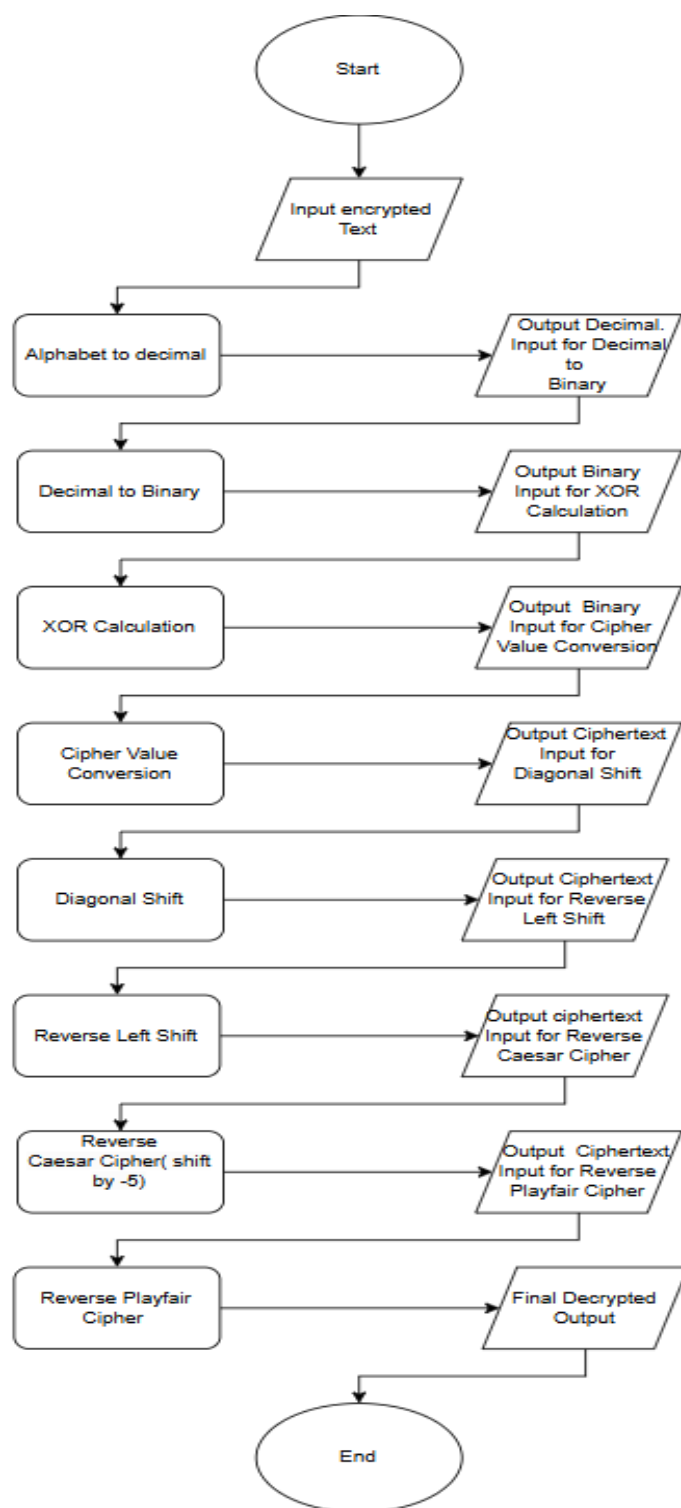 Start
Input encrypted
Text
Alphabet to decimal
Output Decimal.
Input for Decimal
to
Binary
Decimal to Binary
Output Binary
Input for XOR
Calculation
XOR Calculation
Output Binary
Input for Cipher
Value Conversion
Cipher Value
Conversion
Output Ciphertext
Input for
Diagonal Shift
Diagonal Shift
Output Ciphertext
Input for Reverse
Left Shift
Reverse Left Shift
Output ciphertext
Input for Reverse
Caesar Cipher
Reverse
Caesar Cipher( shift
by -5)
Output Ciphertext
Input for Reverse
Playfair Cipher
Reverse Playfair
Cipher
Final Decrypted
Output
End